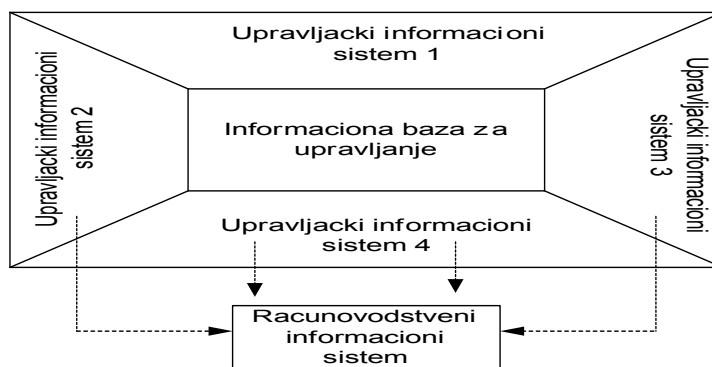 Upravljacki informacioni
sistem 1
Upravljacki informacioni
sistem 2
Informaciona baza za
upravljanje
Upravljacki informacioni
sistem 3
Upravljacki informacioni
sistem 4
Racunovodstveni
informacioni
sistem